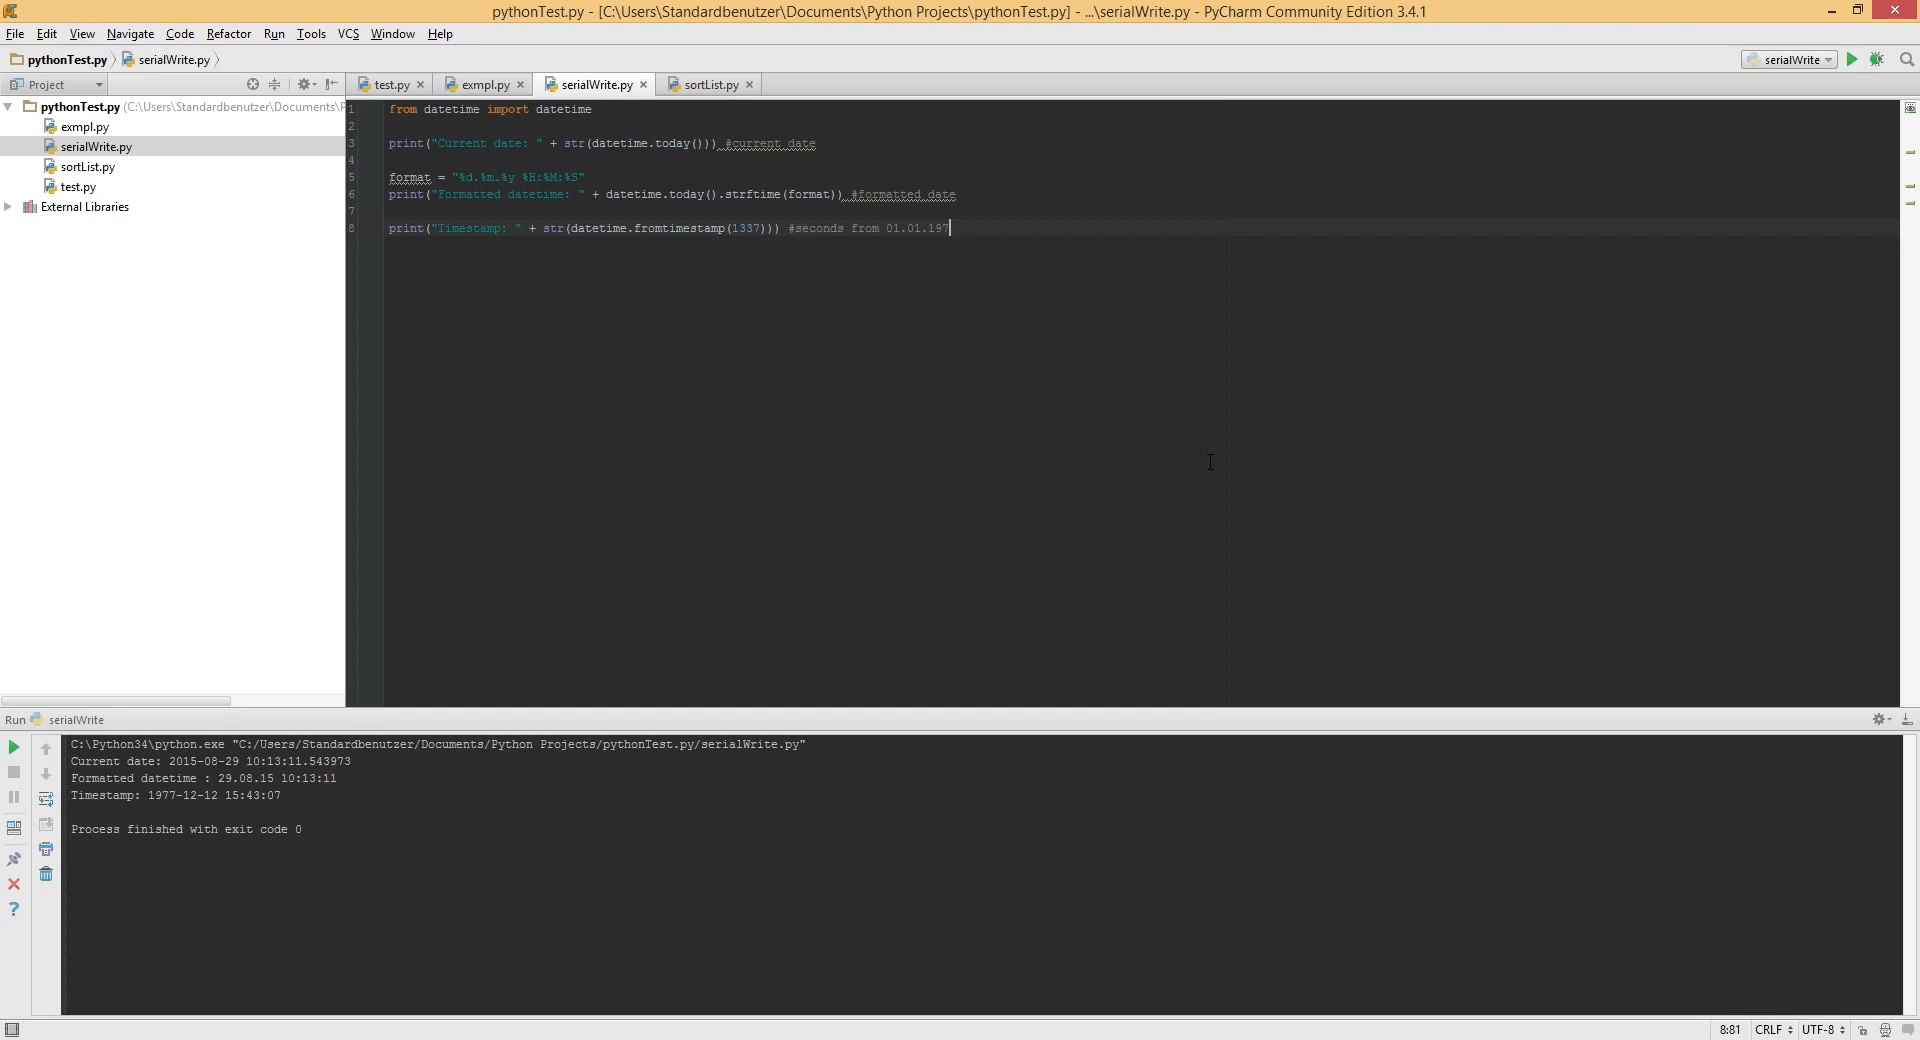 pythonTest.py - [C:\Users\Standardbenutzer\Documents\Python Projects\pythonTest.py] - ...\serialWrite.py - PyCharm Community Edition 3.4.1
File Edit View Navigate Code Refactor Run Tools VCS Window Help
pythonTest.py serialWrite.py serialWrite
Project test.py exmpl.py serialWrite.py sortList.py
pythonTest.py (C:\Users\Standardbenutzer\Documents\P
exmpl.py
serialWrite.py
sortList.py
test.py
External Libraries
1 from datetime import datetime
2
3 print("Current date: " + str(datetime.today())) #current date
4
5 format = "%d.%m.%y %H:%M:%S"
6 print("Formatted datetime: " + datetime.today().strftime(format)) #formatted date
7
8 print("Timestamp: " + str(datetime.fromtimestamp(1337))) #seconds from 01.01.197
Run serialWrite
C:\Python34\python.exe "C:/Users/Standardbenutzer/Documents/Python Projects/pythonTest.py/serialWrite.py"
Current date: 2015-08-29 10:13:11.543973
Formatted datetime : 29.08.15 10:13:11
Timestamp: 1977-12-12 15:43:07
Process finished with exit code 0
8:81 CRLF UTF-8